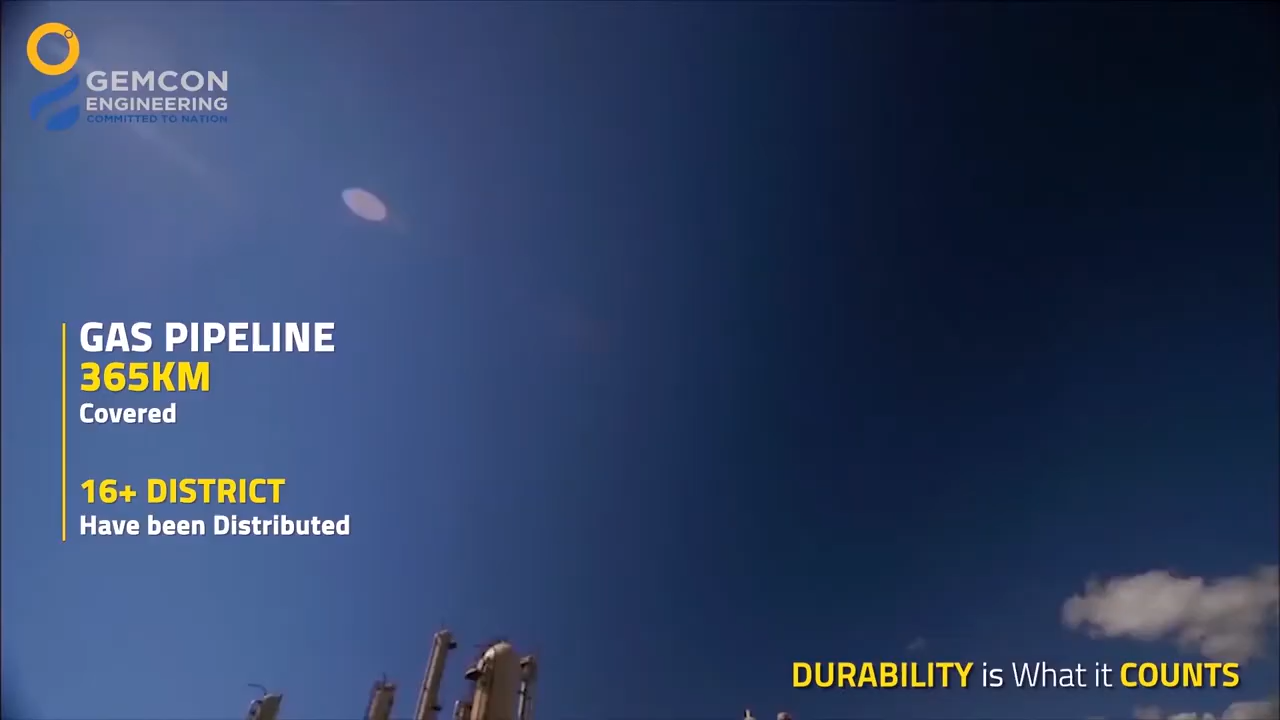 GEMCON
ENGINEERING
COMMITTED TO NATION
GAS PIPELINE
365KM
Covered
16+ DISTRICT
Have been Distributed
DURABILITY is What it COUNTS